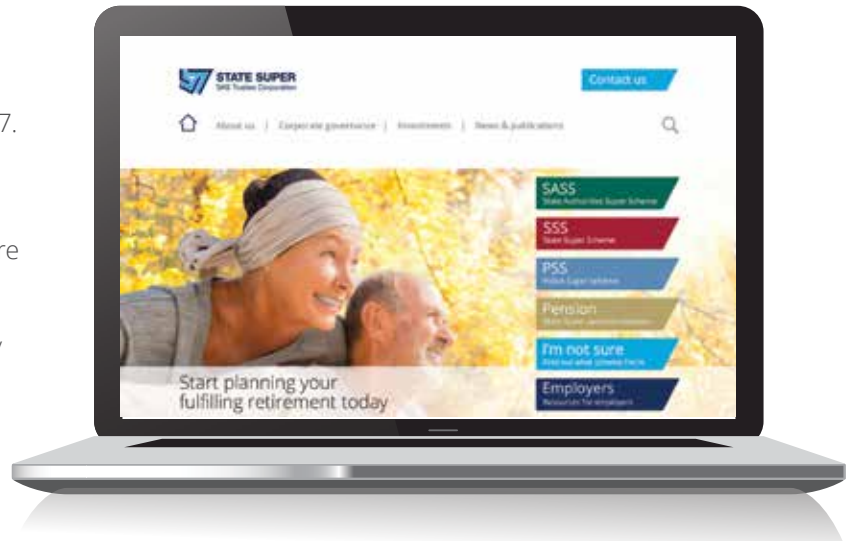 7.
re
STATE SUPER
SAS Trustee Corporation
Contact us
About us | Corporate governance | Investments | News & publications
SASS
State Authorities Super Scheme
SSS
State Super Scheme
PSS
Police Super Scheme
Pension
State Super
I'm not sure
Find out what scheme I'm in
Employers
Resources for employers
Start planning your
fulfilling retirement today